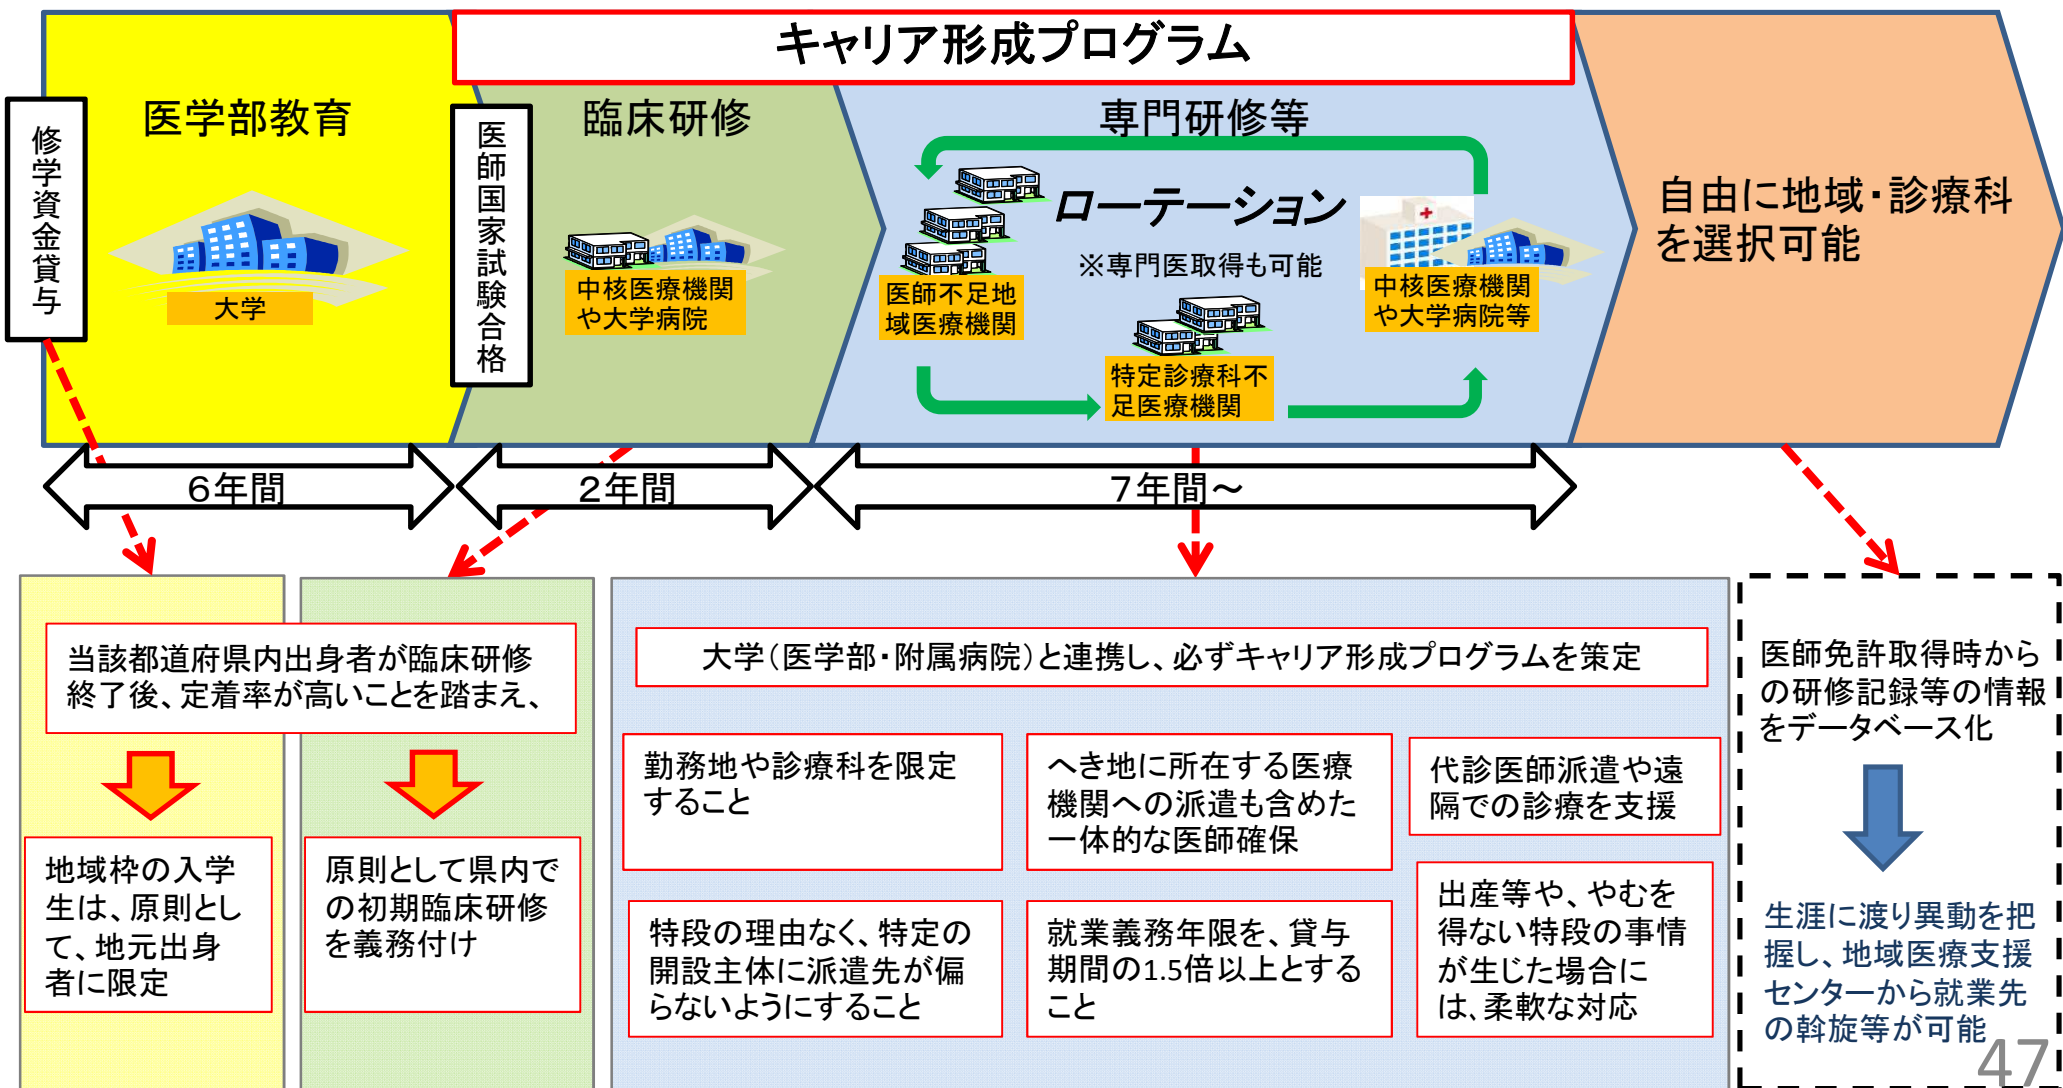 キャリア形成プログラム
修学資金貸与
医学部教育
大学
医師国家試験合格
臨床研修
中核医療機関
や大学病院
専門研修等
ローテーション
※専門医取得も可能
医師不足地
域医療機関
特定診療科不
足医療機関
中核医療機関
や大学病院等
自由に地域・診療科
を選択可能
6年間
2年間
7年間～
当該都道府県内出身者が臨床研修
終了後、定着率が高いことを踏まえ、
地域枠の入学
生は、原則とし
て、地元出身
者に限定
原則として県内で
の初期臨床研修
を義務付け
大学（医学部・附属病院）と連携し、必ずキャリア形成プログラムを策定
勤務地や診療科を限定
すること
へき地に所在する医療
機関への派遣も含めた
一体的な医師確保
代診医師派遣や遠
隔での診療を支援
特段の理由なく、特定の
開設主体に派遣先が偏
らないようにすること
就業義務年限を、貸与
期間の1.5倍以上とする
こと
出産等や、やむを
得ない特段の事情
が生じた場合に
は、柔軟な対応
医師免許取得時から
の研修記録等の情報
をデータベース化
生涯に渡り異動を把
握し、地域医療支援
センターから就業先
の斡旋等が可能
47